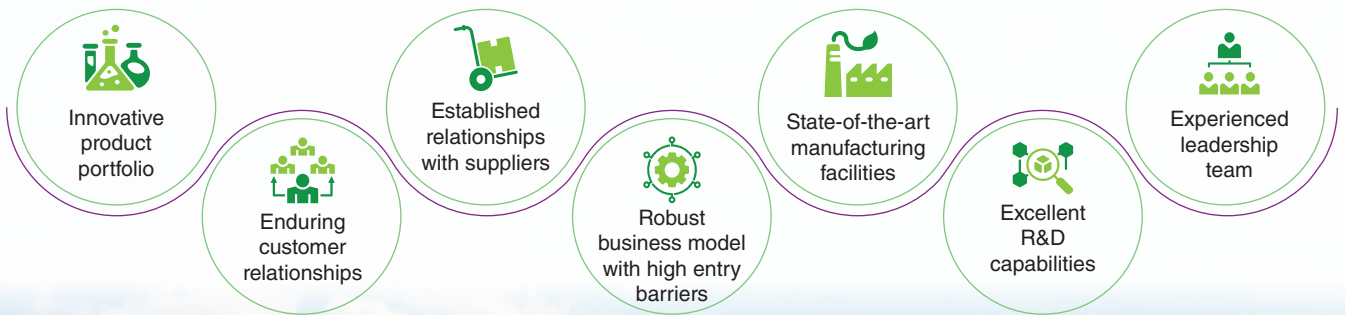 Innovative
product
portfolio
Enduring
customer
relationships
Established
relationships
with suppliers
Robust
business model
with high entry
barriers
State-of-the-art
manufacturing
facilities
Excellent
R&D
capabilities
Experienced
leadership
team